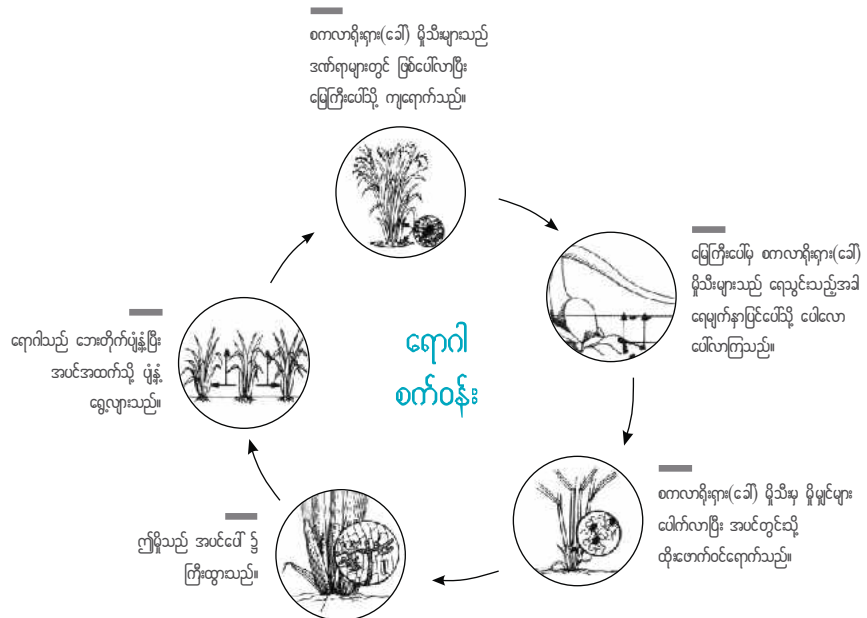 စကလာရိုးရှား(ခေါ်) မှိုသီးများသည်
ဒဏ်ရာများတွင် ဖြစ်ပေါ်လာပြီး
မြေကြီးပေါ်သို့ ကျရောက်သည်။
မြေကြီးပေါ်မှ စကလာရိုးရှား(ခေါ်)
မှိုသီးများသည် ရေသွင်းသည့်အခါ
ရေမျက်နှာပြင်ပေါ်သို့ ပေါလော
ပေါ်လာကြသည်။
ရောဂါ
စက်ဝန်း
ရောဂါသည် ဘေးတိုက်ပျံ့နှံ့ပြီး
အပင်အထက်သို့ ပျံ့နှံ့
ရွေ့လျားသည်။
စကလာရိုးရှား(ခေါ်) မှိုသီးမှ မှိုမျှင်များ
ပေါက်လာပြီး အပင်တွင်းသို့
ထိုးဖောက်ဝင်ရောက်သည်။
ဤမှိုသည် အပင်ပေါ် ၌
ကြီးထွားသည်။